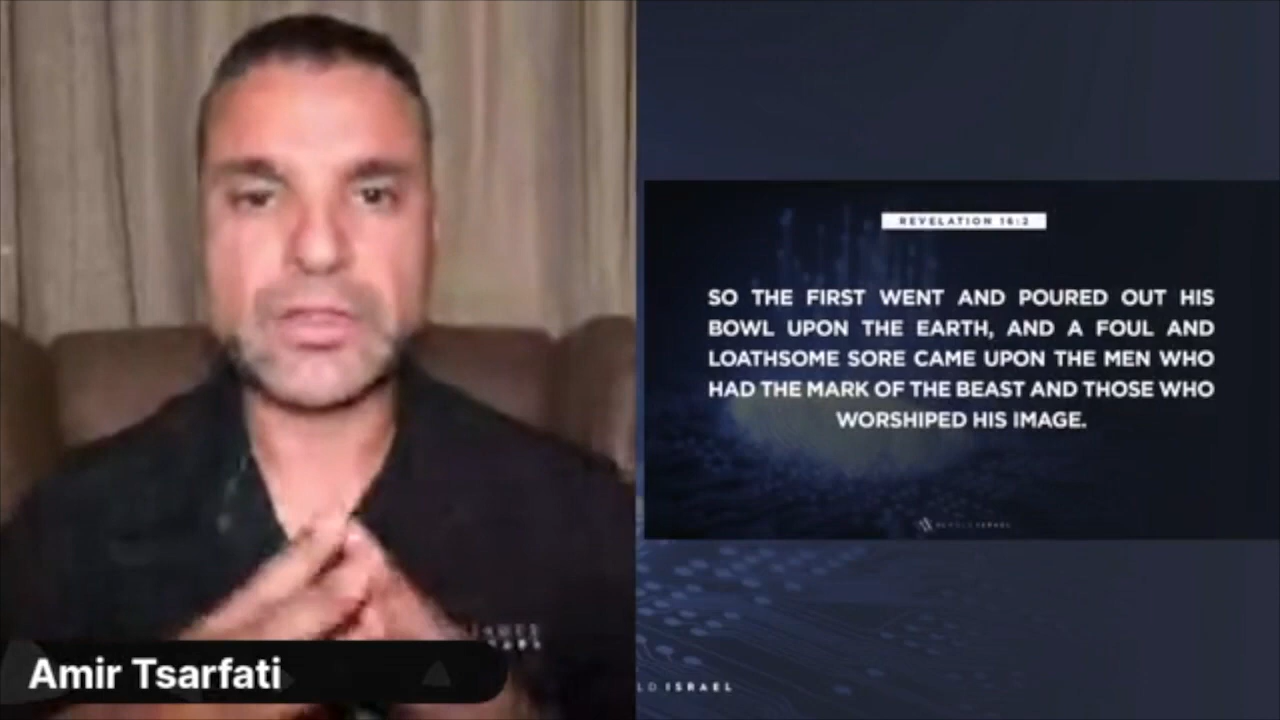 Amir Tsarfati
REVELATION 16:2
SO THE FIRST WENT AND POURED OUT HIS
BOWL UPON THE EARTH, AND A FOUL AND
LOATHSOME SORE CAME UPON THE MEN WHO
HAD THE MARK OF THE BEAST AND THOSE WHO
WORSHIPED HIS IMAGE.
ISRAEL
LD ISRAEL